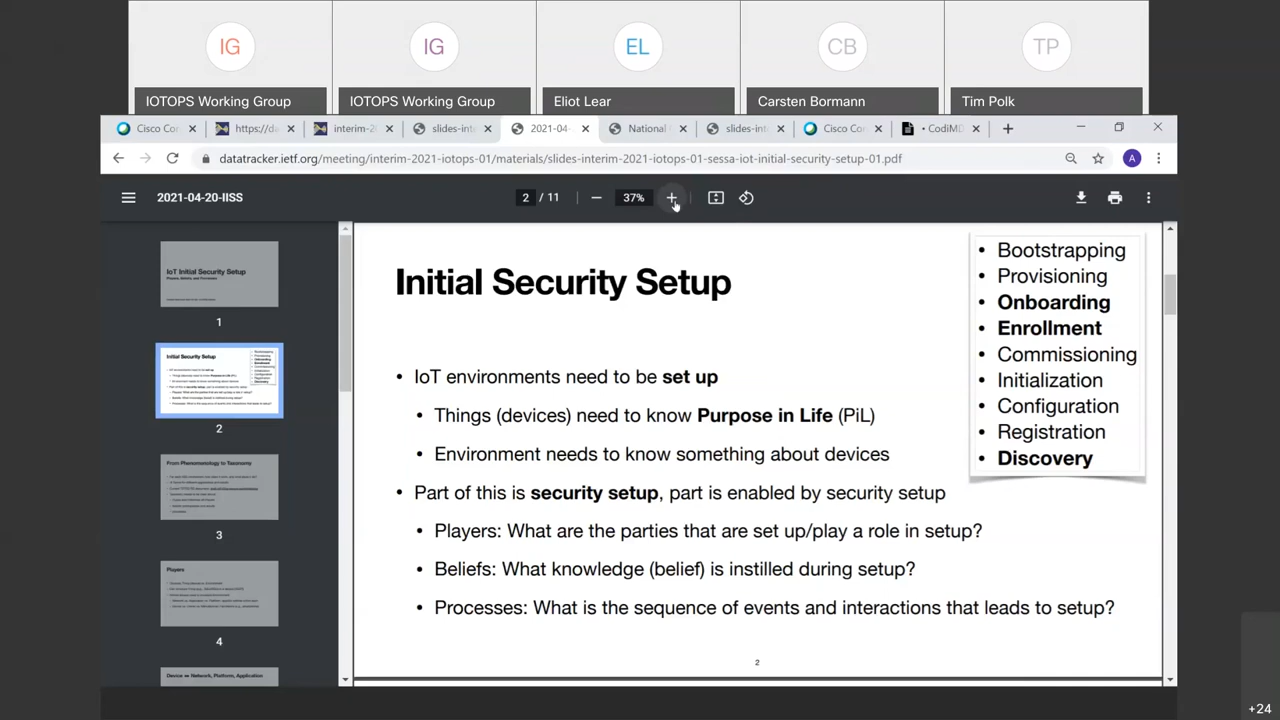 IG
IG
EL
CB
TP
IOTOPS Working Group
IOTOPS Working Group
Eliot Lear
Carsten Bormann
Tim Polk
Cisco Co
https://da
interim-2
slides-int
2021-04-
National
slides-int
Cisco Co
CodiMD
datatracker.ietf.org/meeting/interim-2021-iotops-01/materials/slides-interim-2021-iotops-01-sessa-iot-initial-security-setup-01.pdf
A
2021-04-20-IISS
2 / 11
37%
IoT Initial Security Setup
1
Initial Security Setup
2
From Phenomenology to Taxonomy
3
Players
4
Device ⇔ Network, Platform, Application
Initial Security Setup
• Bootstrapping
• Provisioning
• Onboarding
• Enrollment
• Commissioning
• Initialization
• Configuration
• Registration
• Discovery
• IoT environments need to be set up
• Things (devices) need to know Purpose in Life (PiL)
• Environment needs to know something about devices
• Part of this is security setup, part is enabled by security setup
• Players: What are the parties that are set up/play a role in setup?
• Beliefs: What knowledge (belief) is instilled during setup?
• Processes: What is the sequence of events and interactions that leads to setup?
2
+24